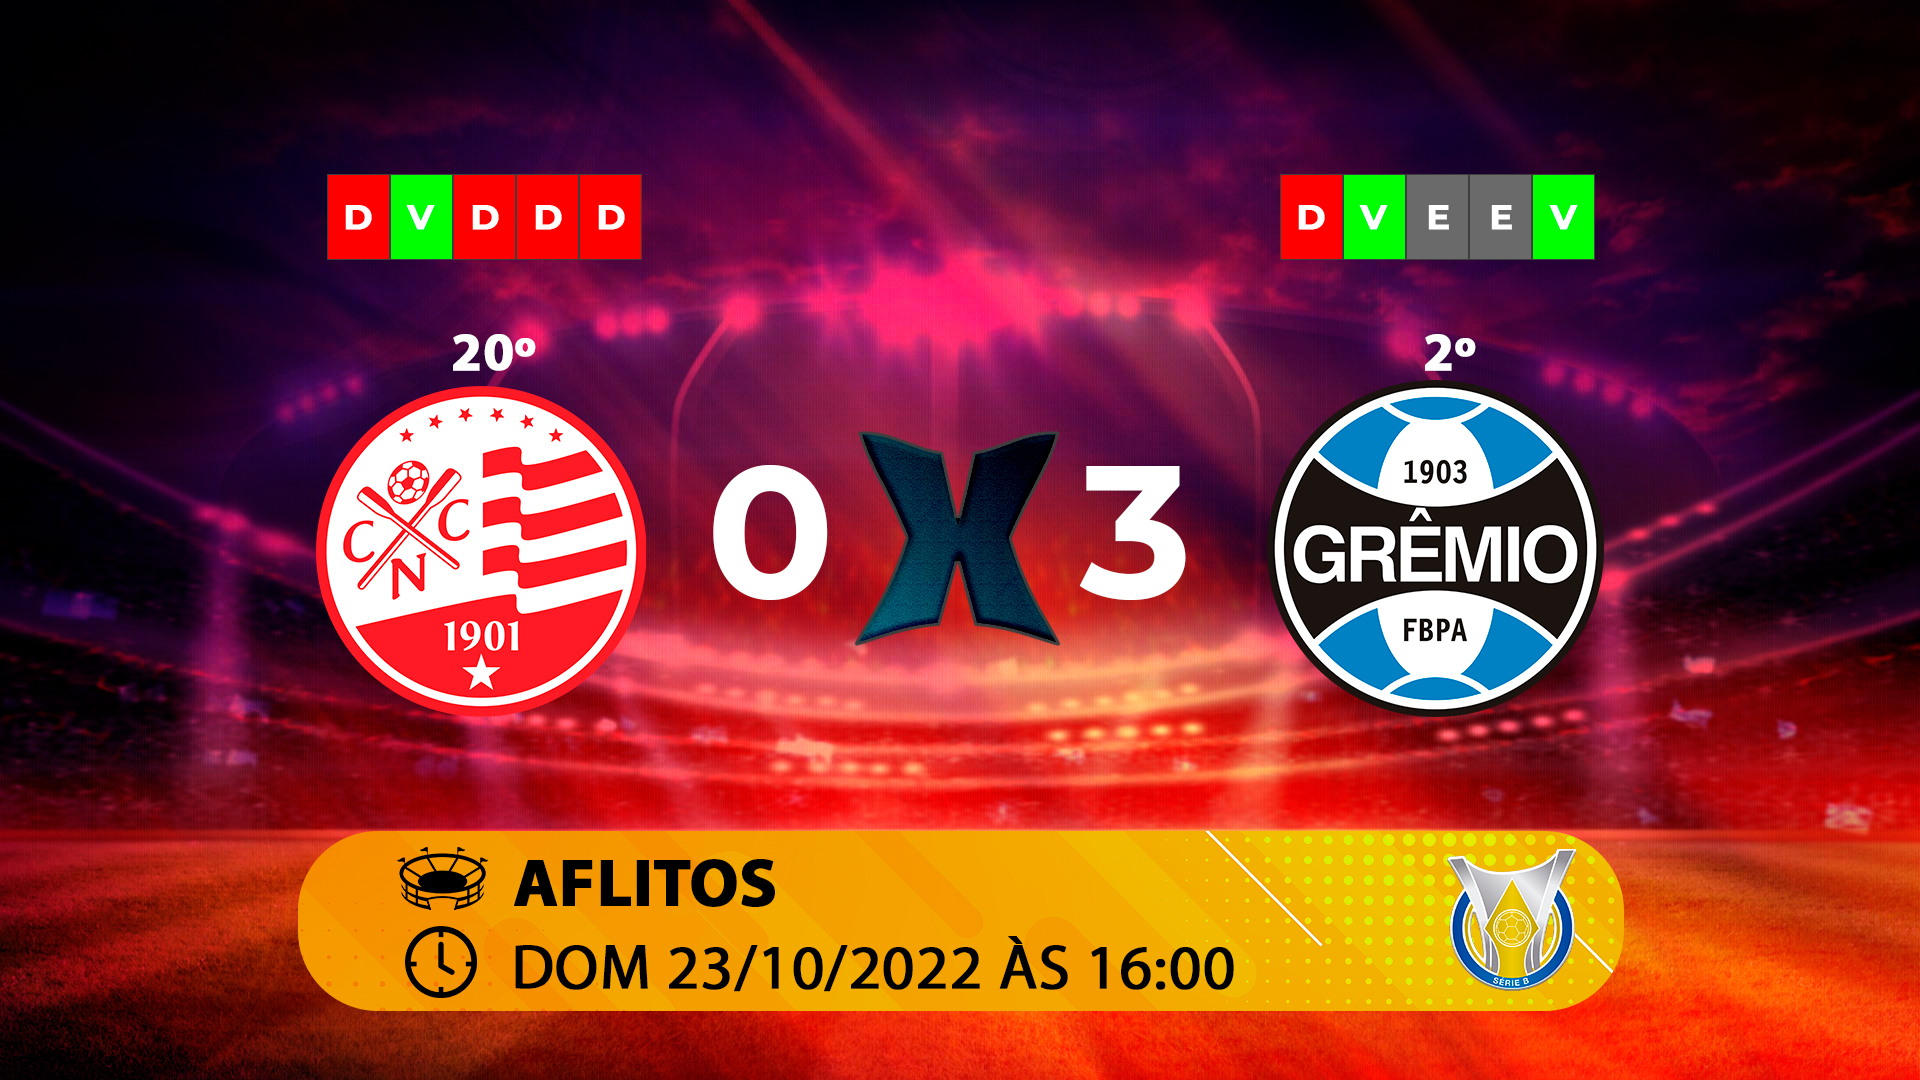 D V D D D
D V E E V
20º
2º
C C
N
1901
0 X 3
1903
GRÊMIO
FBPA
AFLITOS
DOM 23/10/2022 ÀS 16:00
SÉRIE B